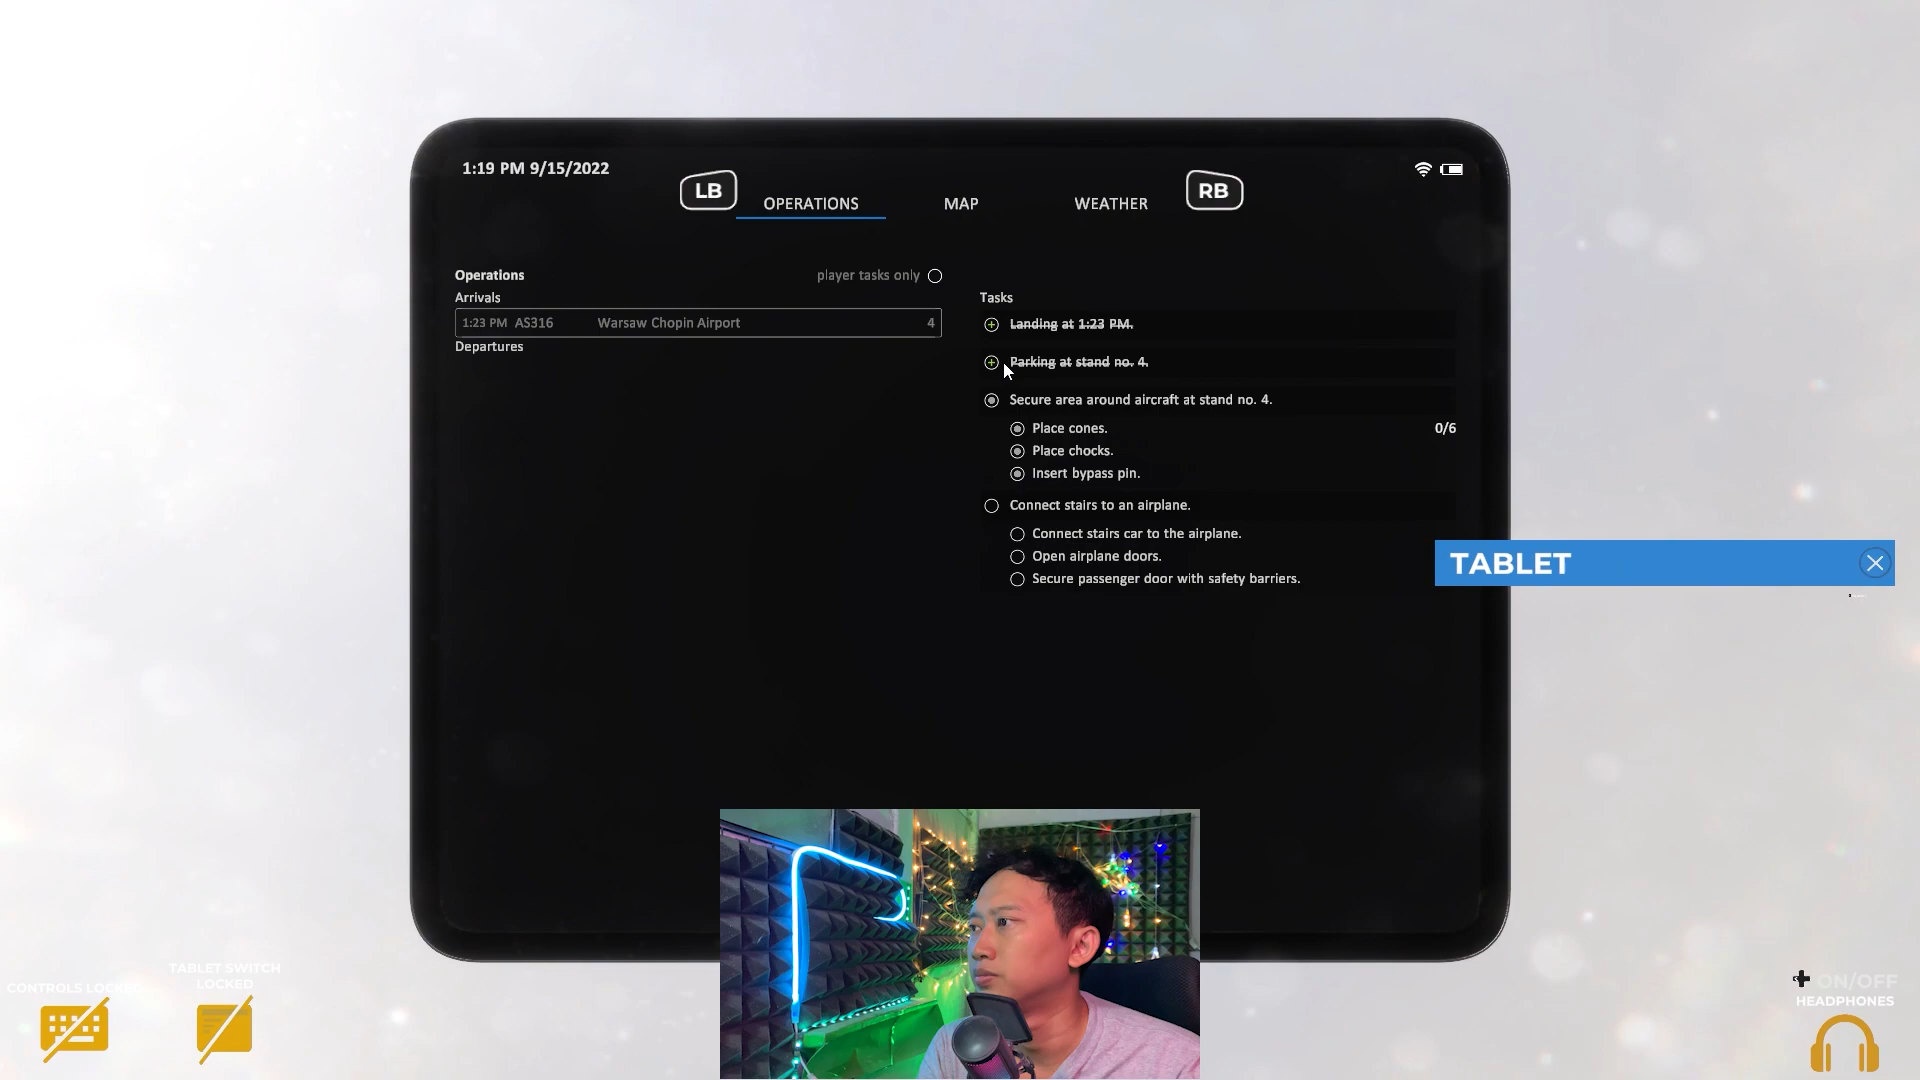 1:19 PM 9/15/2022
LB
OPERATIONS
MAP
WEATHER
RB
Operations
player tasks only
Arrivals
1:23 PM AS316 Warsaw Chopin Airport 4
Departures
Tasks
Landing at 1:23 PM.
Parking at stand no. 4.
Secure area around aircraft at stand no. 4.
Place cones. 0/6
Place chocks.
Insert bypass pin.
Connect stairs to an airplane.
Connect stairs car to the airplane.
Open airplane doors.
Secure passenger door with safety barriers.
TABLET
CONTROLS LOCKED
TABLET SWITCH
LOCKED
ON/OFF
HEADPHONES